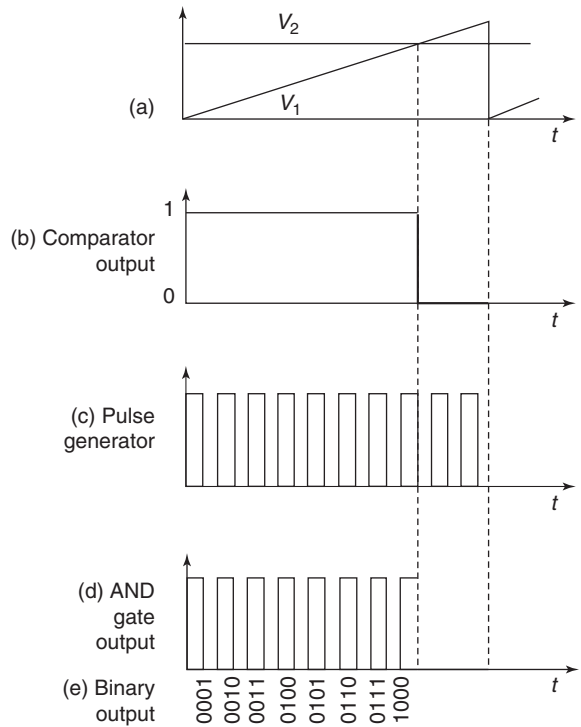 V2
(a)
V1
t
1
(b) Comparator
output
0
t
(c) Pulse
generator
t
(d) AND
gate
output
t
(e) Binary
output
0001 0010 0011 0100 0101 0110 0111 1000